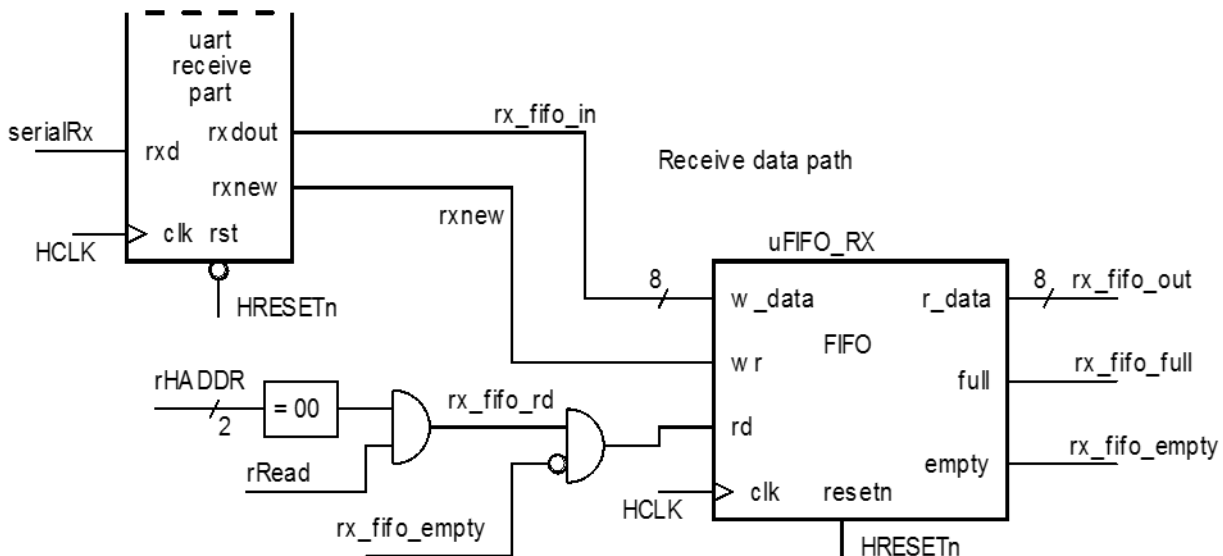 uart
receive
part
serialRx
rxd
rxdout
rx_fifo_in
rxnew
Receive data path
rxnew
clk rst
HCLK
uFIFO_RX
HRESETn
8
w_data
r_data
8
rx_fifo_out
FIFO
wr
full
rx_fifo_full
rHADDR
= 00
2
rx_fifo_rd
rd
rRead
empty
rx_fifo_empty
clk resetn
HCLK
rx_fifo_empty
HRESETn